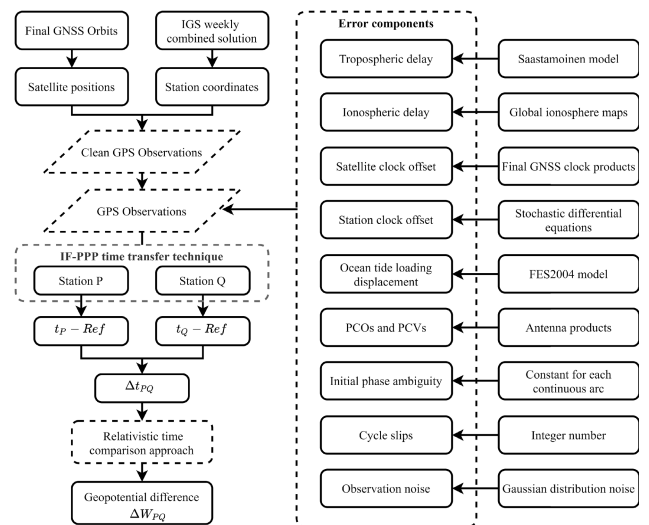 Final GNSS Orbits
IGS weekly
combined solution
Satellite positions
Station coordinates
Clean GPS Observations
GPS Observations
IF-PPP time transfer technique
Station P
Station Q
t_P − Ref
t_Q − Ref
Δt_PQ
Relativistic time
comparison approach
Geopotential difference
ΔW_PQ
Error components
Tropospheric delay
Saastamoinen model
Ionospheric delay
Global ionosphere maps
Satellite clock offset
Final GNSS clock products
Station clock offset
Stochastic differential
equations
Ocean tide loading
displacement
FES2004 model
PCOs and PCVs
Antenna products
Initial phase ambiguity
Constant for each
continuous arc
Cycle slips
Integer number
Observation noise
Gaussian distribution noise